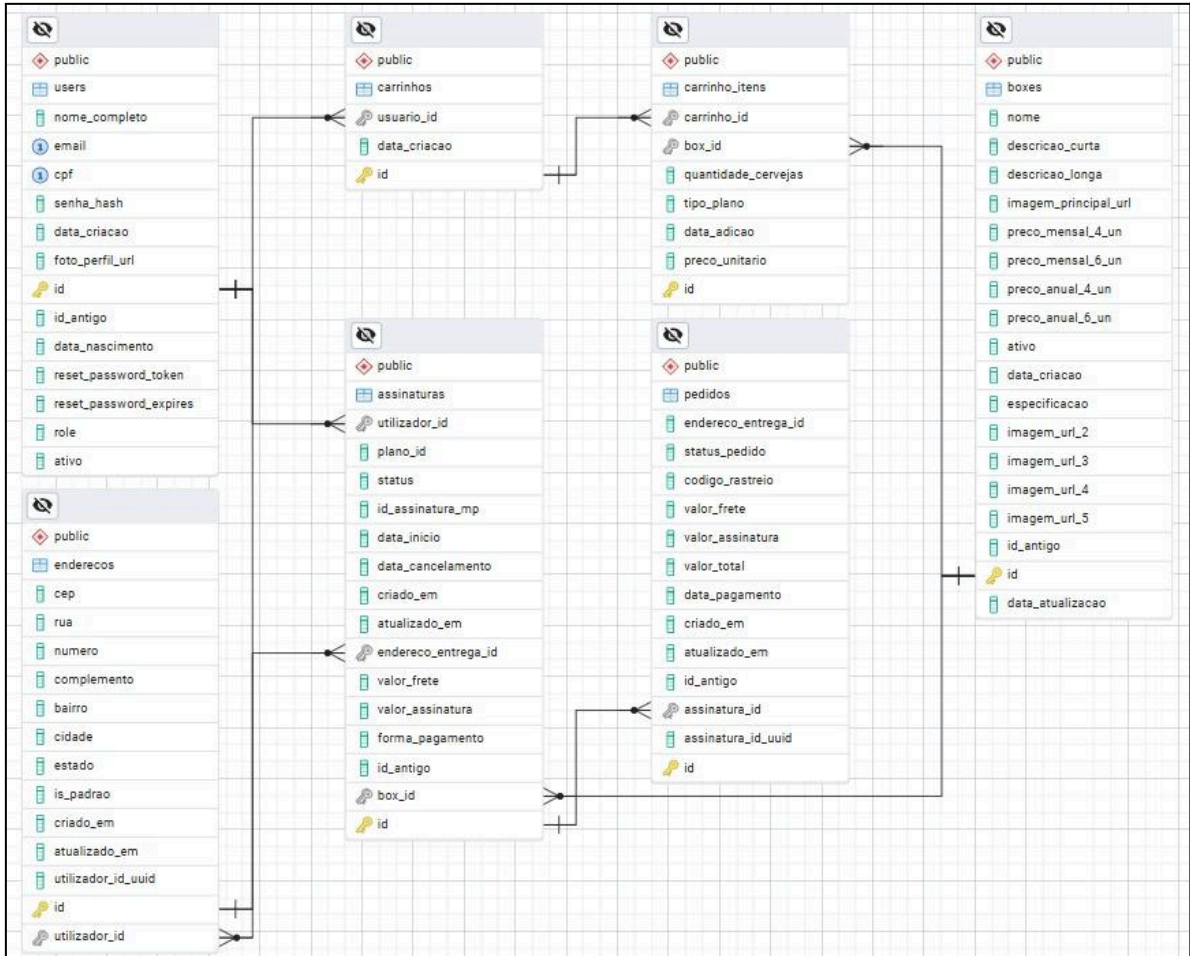 public
users
nome_completo
email
cpf
senha_hash
data_criacao
foto_perfil_url
id
id_antigo
data_nascimento
reset_password_token
reset_password_expires
role
ativo
public
enderecos
cep
rua
numero
complemento
bairro
cidade
estado
is_padrao
criado_em
atualizado_em
utilizador_id_uuid
id
utilizador_id
public
carrinhos
usuario_id
data_criacao
id
public
assinaturas
utilizador_id
plano_id
status
id_assinatura_mp
data_inicio
data_cancelamento
criado_em
atualizado_em
endereco_entrega_id
valor_frete
valor_assinatura
forma_pagamento
id_antigo
box_id
id
public
carrinho_itens
carrinho_id
box_id
quantidade_cervejas
tipo_plano
data_adicao
preco_unitario
id
public
pedidos
endereco_entrega_id
status_pedido
codigo_rastreio
valor_frete
valor_assinatura
valor_total
data_pagamento
criado_em
atualizado_em
id_antigo
assinatura_id
assinatura_id_uuid
id
public
boxes
nome
descricao_curta
descricao_longa
imagem_principal_url
preco_mensal_4_un
preco_mensal_6_un
preco_anual_4_un
preco_anual_6_un
ativo
data_criacao
especificacao
imagem_url_2
imagem_url_3
imagem_url_4
imagem_url_5
id_antigo
id
data_atualizacao